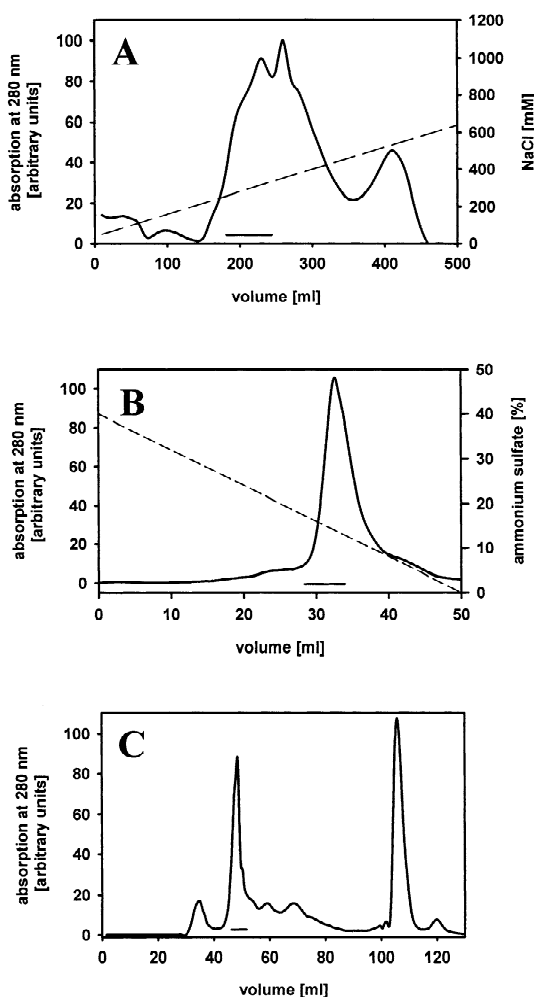 A
absorption at 280 nm
[arbitrary units]
100
80
60
40
20
0
1200
1000
800
600
400
200
0
NaCl [mM]
0 100 200 300 400 500
volume [ml]
B
absorption at 280 nm
[arbitrary units]
100
80
60
40
20
0
50
40
30
20
10
0
ammonium sulfate [%]
0 10 20 30 40 50
volume [ml]
C
absorption at 280 nm
[arbitrary units]
100
80
60
40
20
0
0 20 40 60 80 100 120
volume [ml]